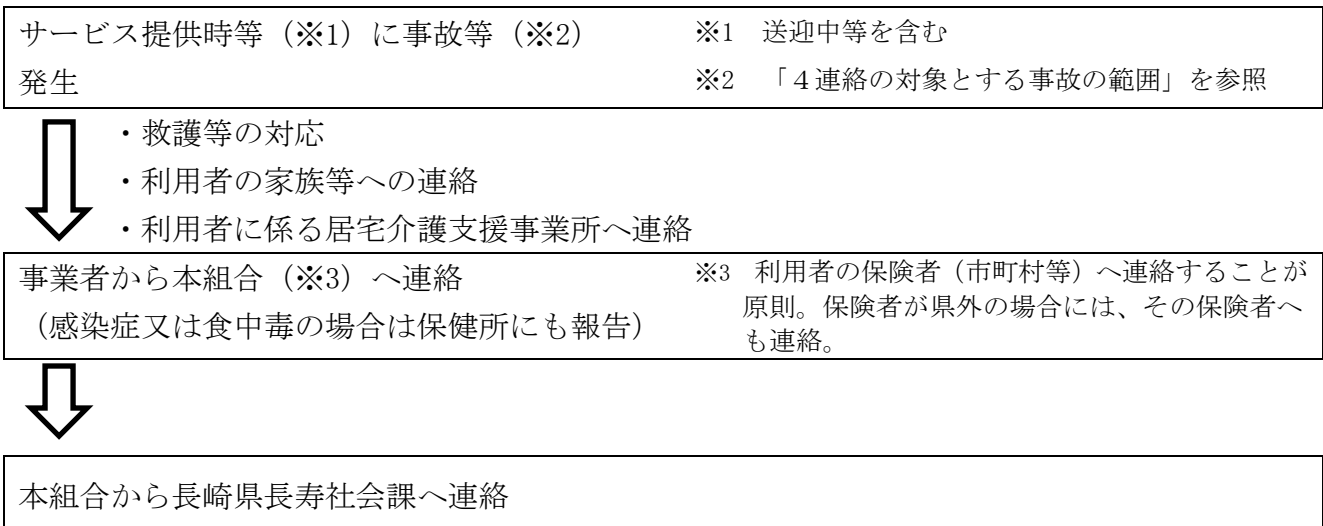 サービス提供時等（※1）に事故等（※2）
発生
※1　送迎中等を含む
※2　「４連絡の対象とする事故の範囲」を参照
・救護等の対応
・利用者の家族等への連絡
・利用者に係る居宅介護支援事業所へ連絡
事業者から本組合（※3）へ連絡
（感染症又は食中毒の場合は保健所にも報告）
※3　利用者の保険者（市町村等）へ連絡することが
原則。保険者が県外の場合には、その保険者へ
も連絡。
本組合から長崎県長寿社会課へ連絡